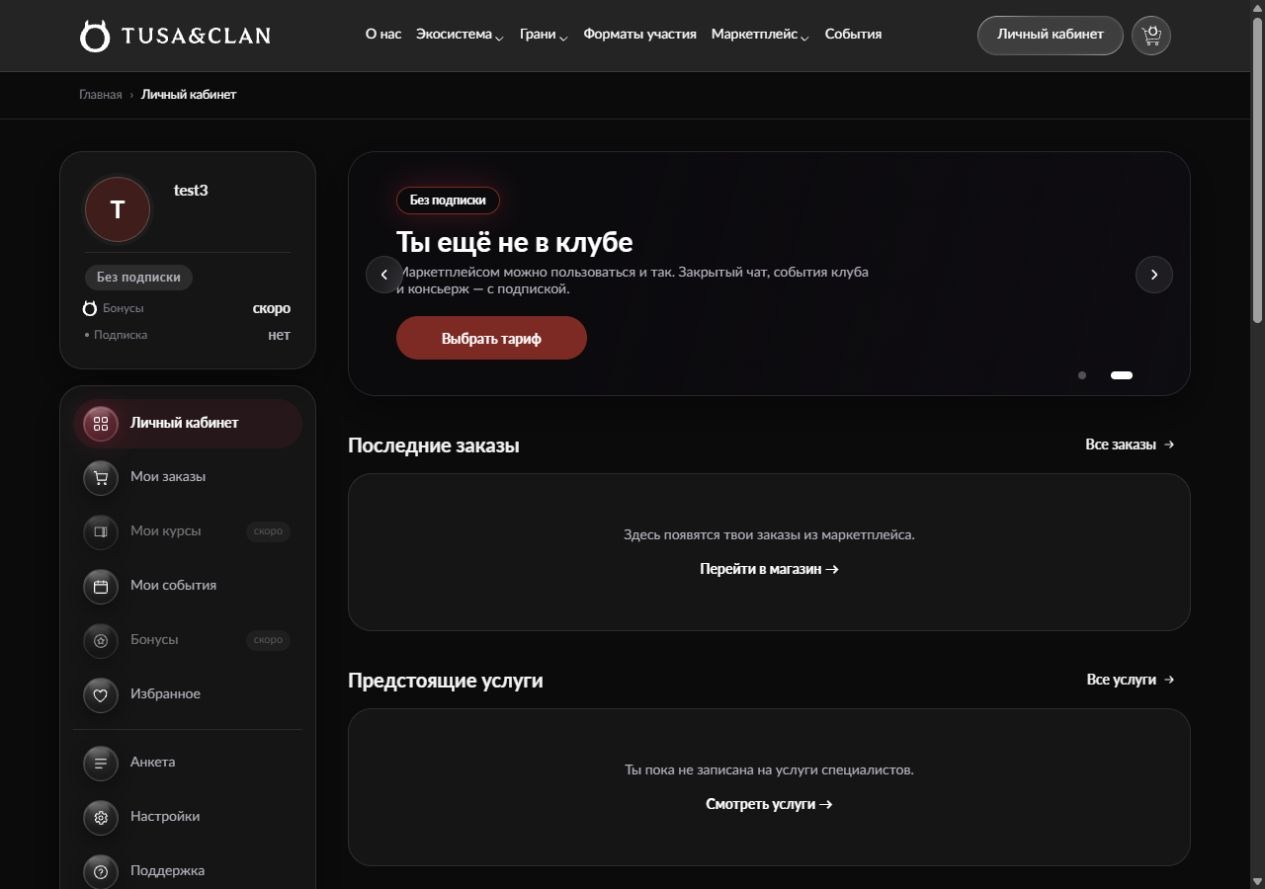 TUSA&CLAN
О нас
Экосистема
Грани
Форматы участия
Маркетплейс
События
Личный кабинет
Главная › Личный кабинет
T
test3
Без подписки
Бонусы скоро
• Подписка нет
Личный кабинет
Мои заказы
Мои курсы скоро
Мои события
Бонусы скоро
Избранное
Анкета
Настройки
Поддержка
Без подписки
Ты ещё не в клубе
Маркетплейсом можно пользоваться и так. Закрытый чат, события клуба
и консьерж — с подпиской.
Выбрать тариф
Последние заказы
Все заказы →
Здесь появятся твои заказы из маркетплейса.
Перейти в магазин →
Предстоящие услуги
Все услуги →
Ты пока не записана на услуги специалистов.
Смотреть услуги →